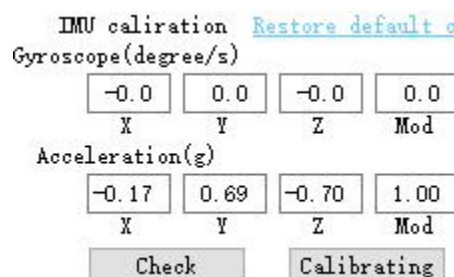 IMU caliration Restore default
Gyroscope(degree/s)
-0.0 0.0 -0.0 0.0
X Y Z Mod
Acceleration(g)
-0.17 0.69 -0.70 1.00
X Y Z Mod
Check Calibrating